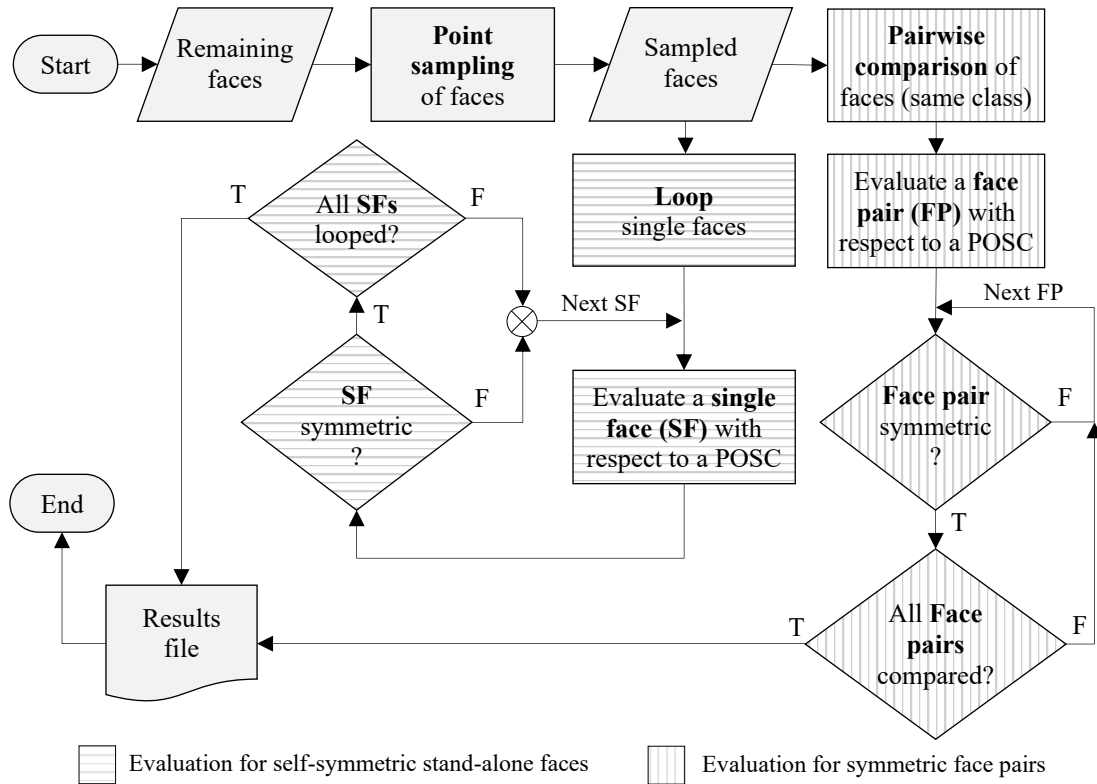 Start
Remaining
faces
Point
sampling
of faces
Sampled
faces
Pairwise
comparison of
faces (same class)
T
All SFs
looped?
F
Loop
single faces
Evaluate a face
pair (FP) with
respect to a POSC
Next SF
Next FP
T
SF
symmetric
?
F
Evaluate a single
face (SF) with
respect to a POSC
Face pair
symmetric
?
F
T
End
Results
file
T
All Face
pairs
compared?
F
Evaluation for self-symmetric stand-alone faces
Evaluation for symmetric face pairs